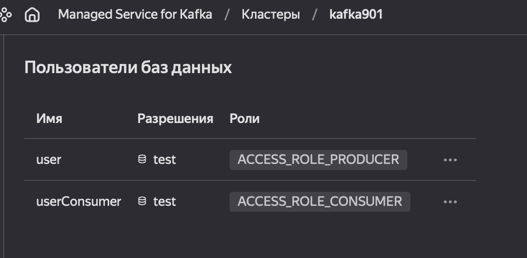 Managed Service for Kafka / Кластеры / kafka901
Пользователи баз данных
Имя Разрешения Роли
user test ACCESS_ROLE_PRODUCER
userConsumer test ACCESS_ROLE_CONSUMER